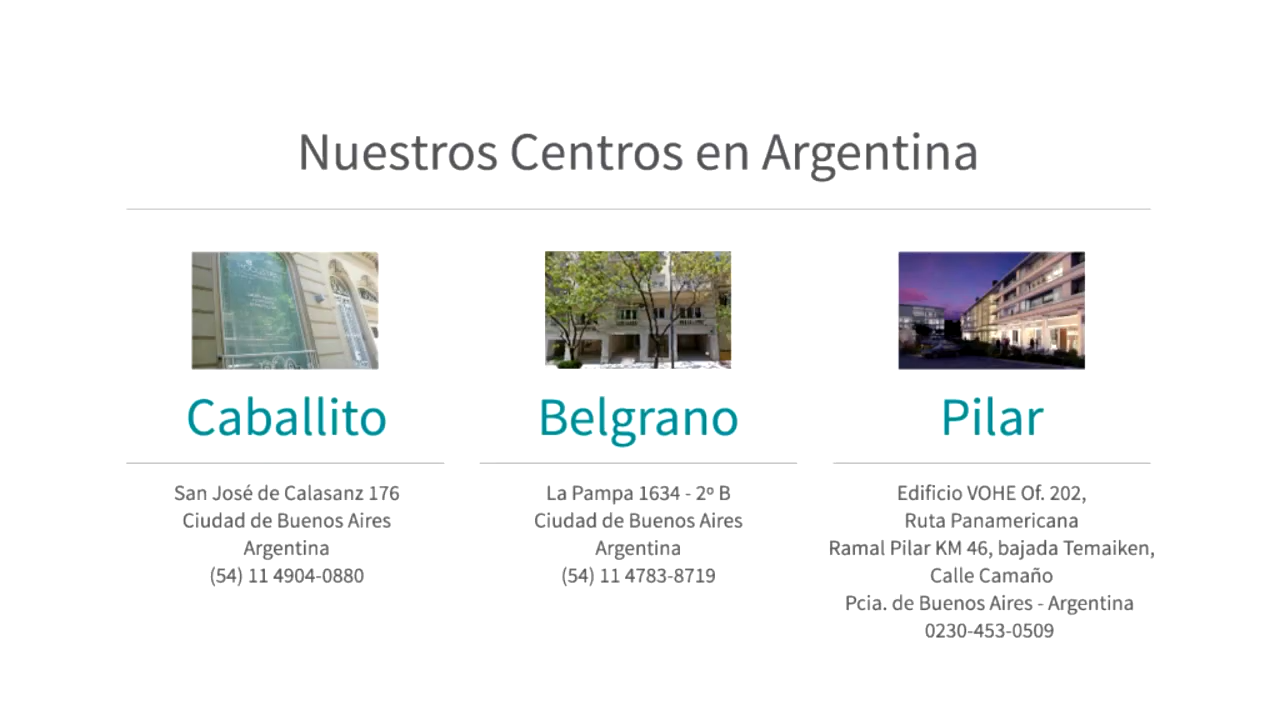 Nuestros Centros en Argentina
Caballito
San José de Calasanz 176
Ciudad de Buenos Aires
Argentina
(54) 11 4904-0880
Belgrano
La Pampa 1634 - 2º B
Ciudad de Buenos Aires
Argentina
(54) 11 4783-8719
Pilar
Edificio VOHE Of. 202,
Ruta Panamericana
Ramal Pilar KM 46, bajada Temaiken,
Calle Camaño
Pcia. de Buenos Aires - Argentina
0230-453-0509